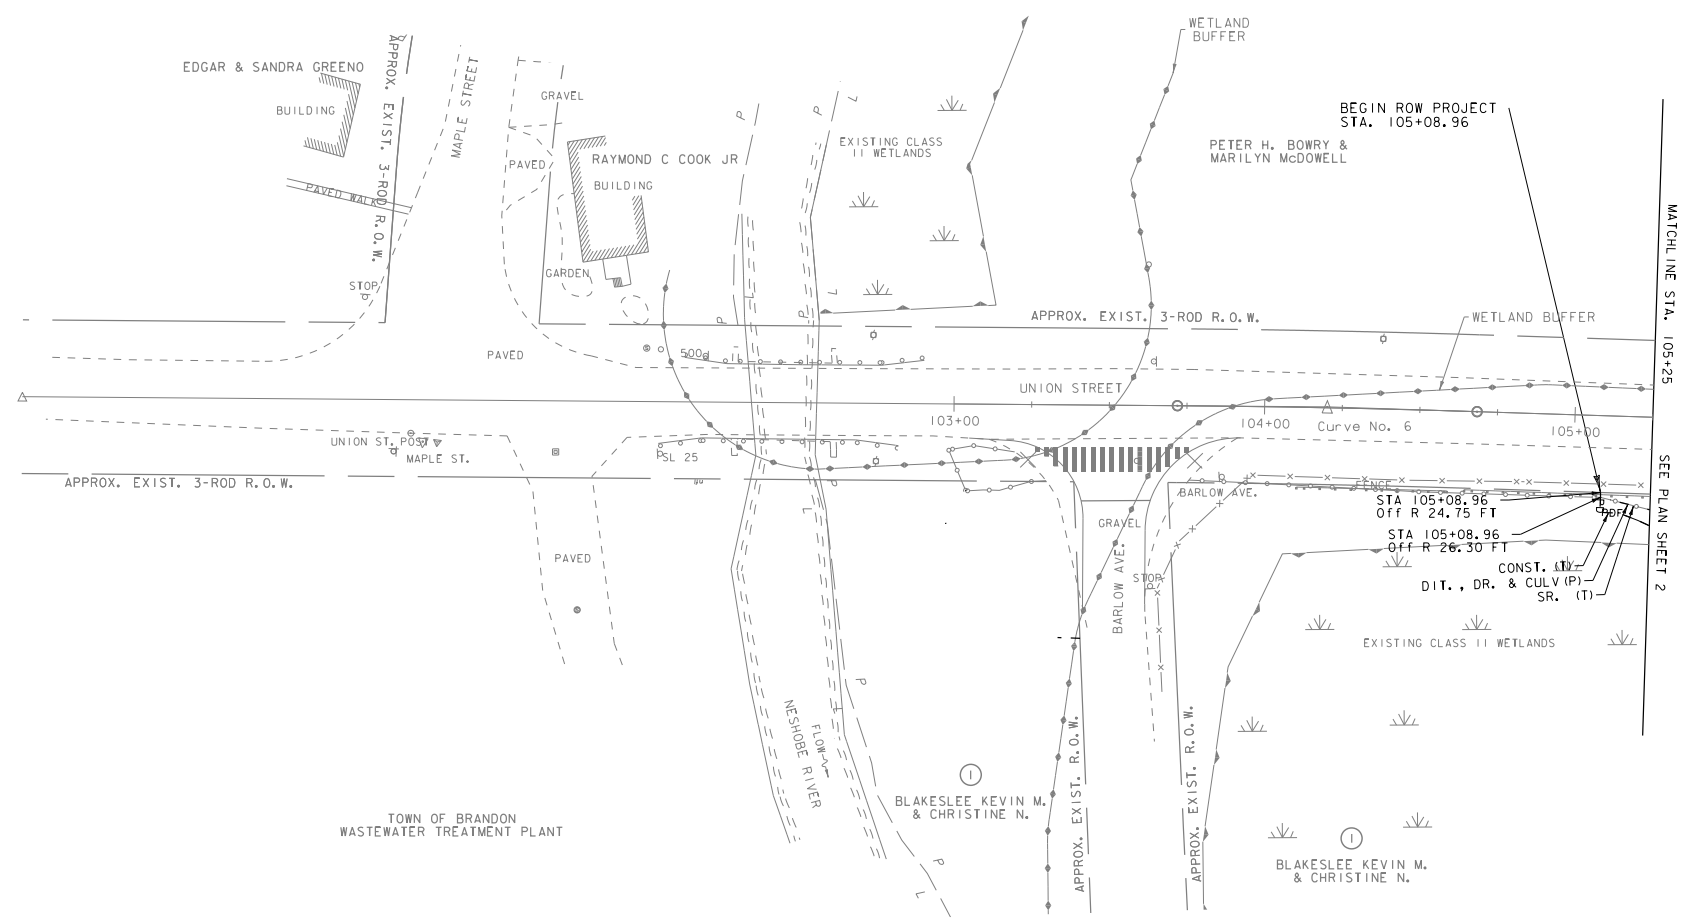 EDGAR & SANDRA GREENO
BUILDING
APPROX. EXIST. 3-ROD R.O.W.
MAPLE STREET
PAVED WALK
STOP
GRAVEL
PAVED
RAYMOND C COOK JR
BUILDING
GARDEN
P
P
L
EXISTING CLASS
II WETLANDS
WETLAND
BUFFER
PETER H. BOWRY &
MARILYN McDOWELL
BEGIN ROW PROJECT
STA. 105+08.96
MATCHLINE STA. 105+25
SEE PLAN SHEET 2
L
L
P
P
APPROX. EXIST. 3-ROD R.O.W.
WETLAND BUFFER
PAVED
500
UNION STREET
103+00
104+00
Curve No. 6
105+00
UNION ST. POST
MAPLE ST.
SL 25
APPROX. EXIST. 3-ROD R.O.W.
P
L
BARLOW AVE.
FENCE
STA 105+08.96
Off R 24.75 FT
PDF
STA 105+08.96
Off R 26.30 FT
GRAVEL
PAVED
BARLOW AVE.
STOP
CONST. (T)
DIT., DR. & CULV (P)
SR. (T)
EXISTING CLASS II WETLANDS
P
L
NESHOBE RIVER
FLOW
APPROX. EXIST. R.O.W.
APPROX. EXIST. R.O.W.
1
BLAKESLEE KEVIN M.
& CHRISTINE N.
TOWN OF BRANDON
WASTEWATER TREATMENT PLANT
1
BLAKESLEE KEVIN M.
& CHRISTINE N.
P
L